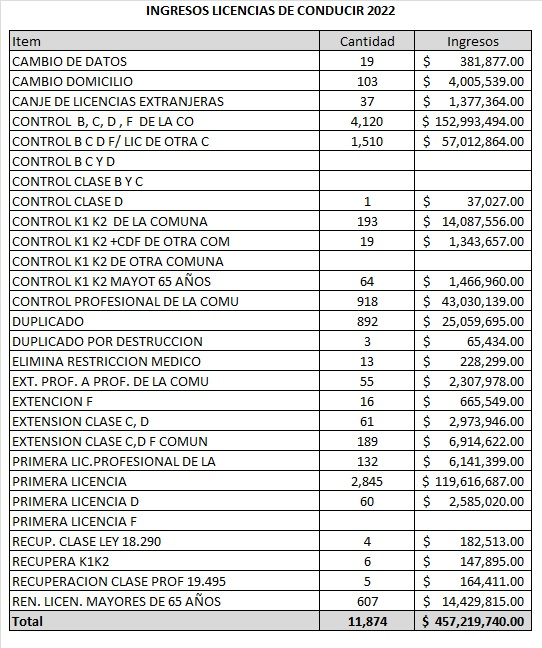 INGRESOS LICENCIAS DE CONDUCIR 2022
Item Cantidad Ingresos
CAMBIO DE DATOS 19 $ 381,877.00
CAMBIO DOMICILIO 103 $ 4,005,539.00
CANJE DE LICENCIAS EXTRANJERAS 37 $ 1,377,364.00
CONTROL B, C, D , F DE LA CO 4,120 $ 152,993,494.00
CONTROL B C D F/ LIC DE OTRA C 1,510 $ 57,012,864.00
CONTROL B C Y D
CONTROL CLASE B Y C
CONTROL CLASE D 1 $ 37,027.00
CONTROL K1 K2 DE LA COMUNA 193 $ 14,087,556.00
CONTROL K1 K2 +CDF DE OTRA COM 19 $ 1,343,657.00
CONTROL K1 K2 DE OTRA COMUNA
CONTROL K1 K2 MAYOT 65 AÑOS 64 $ 1,466,960.00
CONTROL PROFESIONAL DE LA COMU 918 $ 43,030,139.00
DUPLICADO 892 $ 25,059,695.00
DUPLICADO POR DESTRUCCION 3 $ 65,434.00
ELIMINA RESTRICCION MEDICO 13 $ 228,299.00
EXT. PROF. A PROF. DE LA COMU 55 $ 2,307,978.00
EXTENCION F 16 $ 665,549.00
EXTENSION CLASE C, D 61 $ 2,973,946.00
EXTENSION CLASE C,D F COMUN 189 $ 6,914,622.00
PRIMERA LIC.PROFESIONAL DE LA 132 $ 6,141,399.00
PRIMERA LICENCIA 2,845 $ 119,616,687.00
PRIMERA LICENCIA D 60 $ 2,585,020.00
PRIMERA LICENCIA F
RECUP. CLASE LEY 18.290 4 $ 182,513.00
RECUPERA K1K2 6 $ 147,895.00
RECUPERACION CLASE PROF 19.495 5 $ 164,411.00
REN. LICEN. MAYORES DE 65 AÑOS 607 $ 14,429,815.00
Total 11,874 $ 457,219,740.00